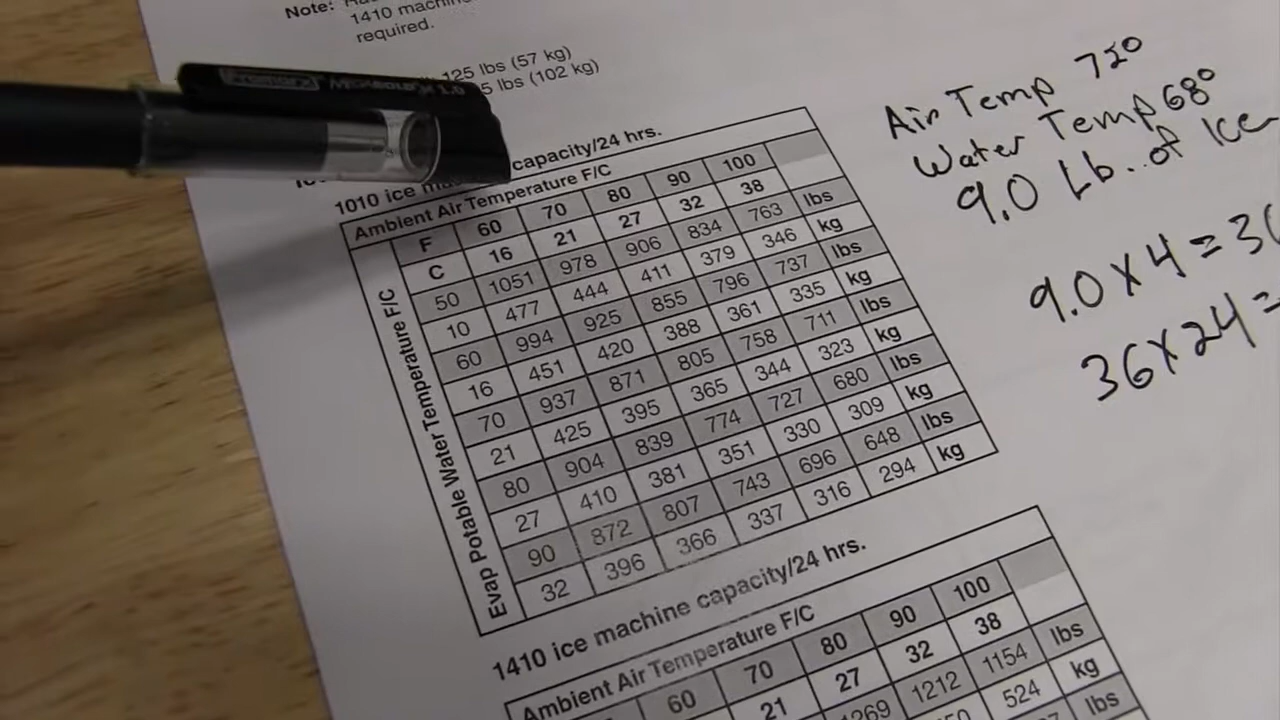 Note:
1410 machine
required.
125 lbs (57 kg)
5 lbs (102 kg)
1010 ice capacity/24 hrs.
Ambient Air Temperature F/C
F 60 70 80 90 100
C 16 21 27 32 38
Evap Potable Water Temperature F/C
50 1051 978 906 834 763 lbs
10 477 444 411 379 346 kg
60 994 925 855 796 737 lbs
16 451 420 388 361 335 kg
70 937 871 805 758 711 lbs
21 425 395 365 344 323 kg
80 904 839 774 727 680 lbs
27 410 381 351 330 309 kg
90 872 807 743 696 648 lbs
32 396 366 337 316 294 kg
1410 ice machine capacity/24 hrs.
Ambient Air Temperature F/C
60 70 80 90 100
21 27 32 38
1269 1212 1154 lbs
524 kg
lbs
Air Temp 72°
Water Temp 68°
9.0 Lb.. of Ice
9.0 X 4 = 36
36 X 24 =